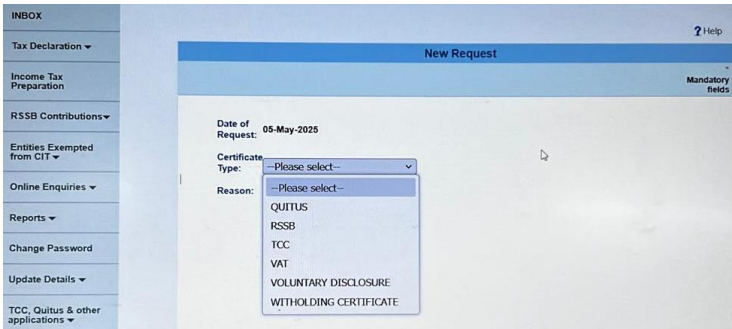 INBOX
Tax Declaration
Income Tax
Preparation
RSSB Contributions
Entities Exempted
from CIT
Online Enquiries
Reports
Change Password
Update Details
TCC, Quitus & other
applications
? Help
New Request
*
Mandatory
fields
Date of
Request:
05-May-2025
Certificate
Type:
--Please select--
Reason:
--Please select--
QUITUS
RSSB
TCC
VAT
VOLUNTARY DISCLOSURE
WITHOLDING CERTIFICATE